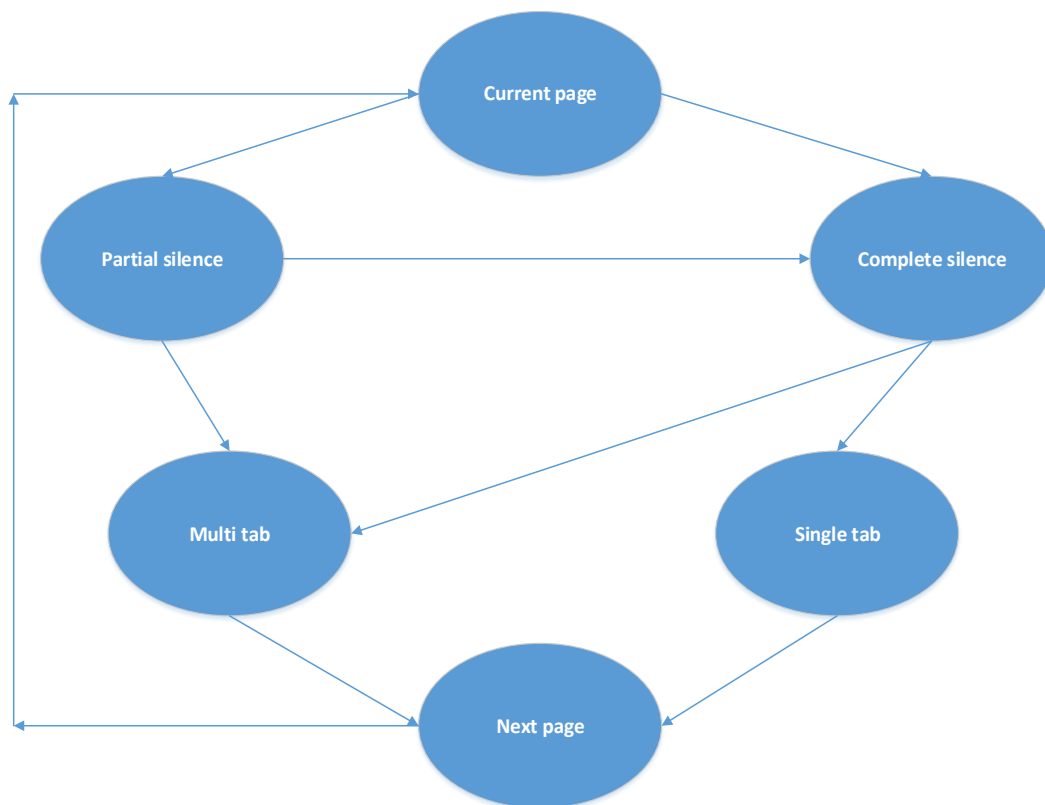 Current page
Partial silence
Complete silence
Multi tab
Single tab
Next page